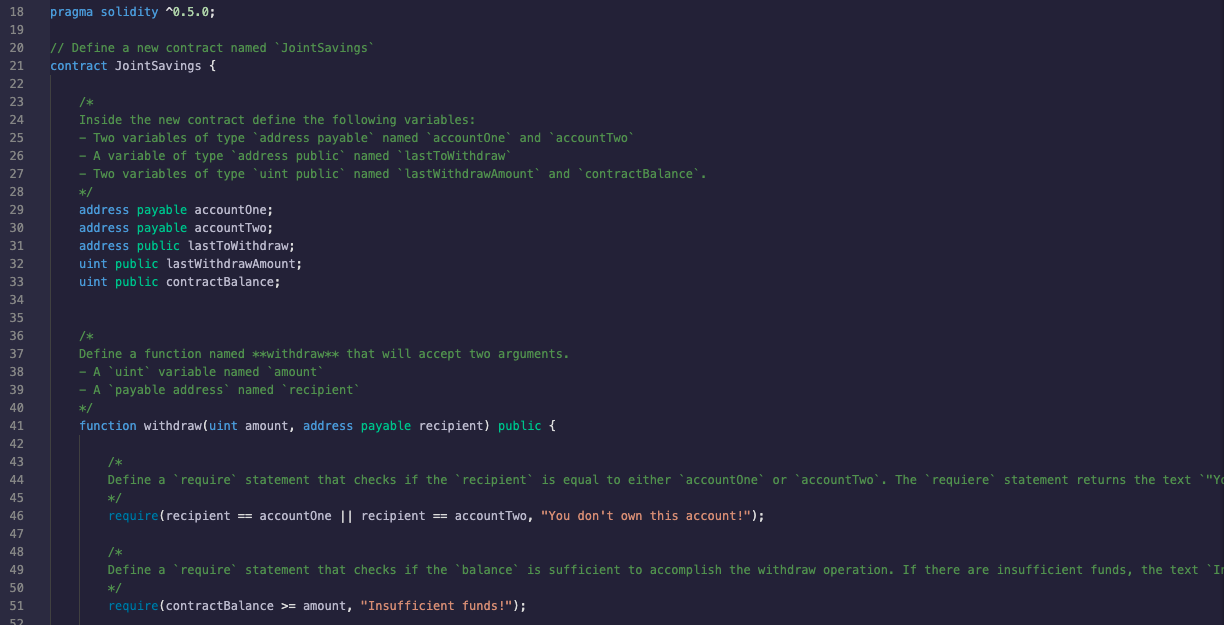 18 pragma solidity ^0.5.0;
19
20 // Define a new contract named `JointSavings`
21 contract JointSavings {
22
23     /*
24     Inside the new contract define the following variables:
25     - Two variables of type `address payable` named `accountOne` and `accountTwo`
26     - A variable of type `address public` named `lastToWithdraw`
27     - Two variables of type `uint public` named `lastWithdrawAmount` and `contractBalance`.
28     */
29     address payable accountOne;
30     address payable accountTwo;
31     address public lastToWithdraw;
32     uint public lastWithdrawAmount;
33     uint public contractBalance;
34
35
36     /*
37     Define a function named **withdraw** that will accept two arguments.
38     - A `uint` variable named `amount`
39     - A `payable address` named `recipient`
40     */
41     function withdraw(uint amount, address payable recipient) public {
42
43         /*
44         Define a `require` statement that checks if the `recipient` is equal to either `accountOne` or `accountTwo`. The `requiere` statement returns the text `"Yo
45         */
46         require(recipient == accountOne || recipient == accountTwo, "You don't own this account!");
47
48         /*
49         Define a `require` statement that checks if the `balance` is sufficient to accomplish the withdraw operation. If there are insufficient funds, the text `In
50         */
51         require(contractBalance >= amount, "Insufficient funds!");
52